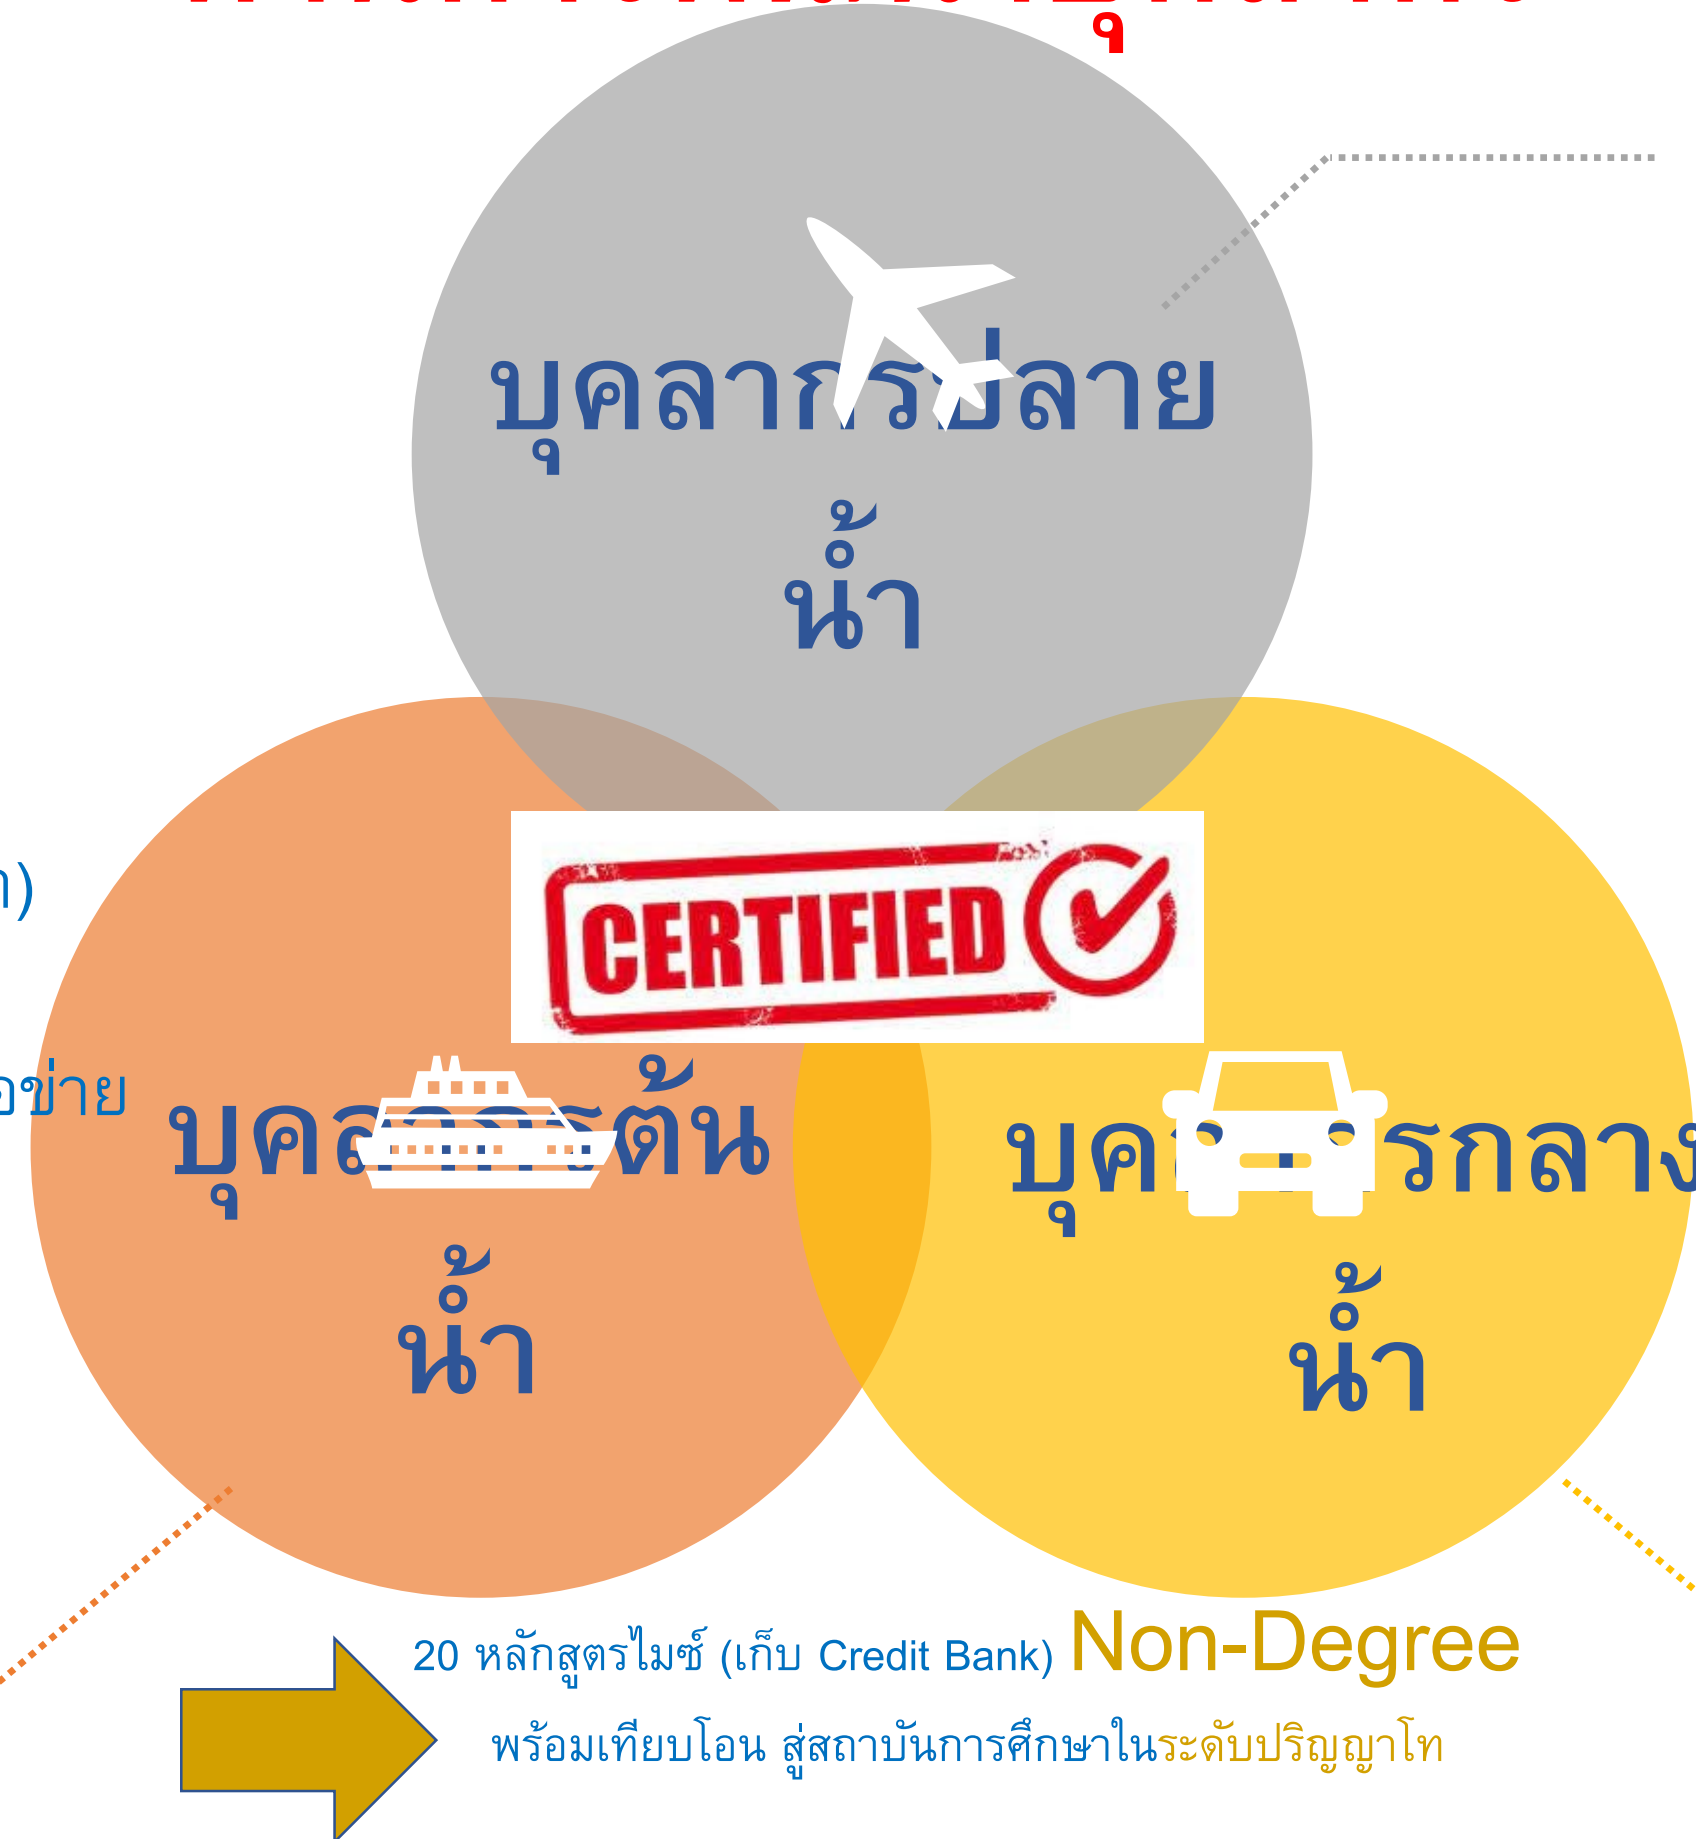 บุคลากรปลาย
น้ำ
CERTIFIED
อข่าย
บุคลากรต้น
น้ำ
บุคลากรกลาง
น้ำ
20 หลักสูตรไมซ์ (เก็บ Credit Bank) Non-Degree
พร้อมเทียบโอน สู่สถาบันการศึกษาในระดับปริญญาโท